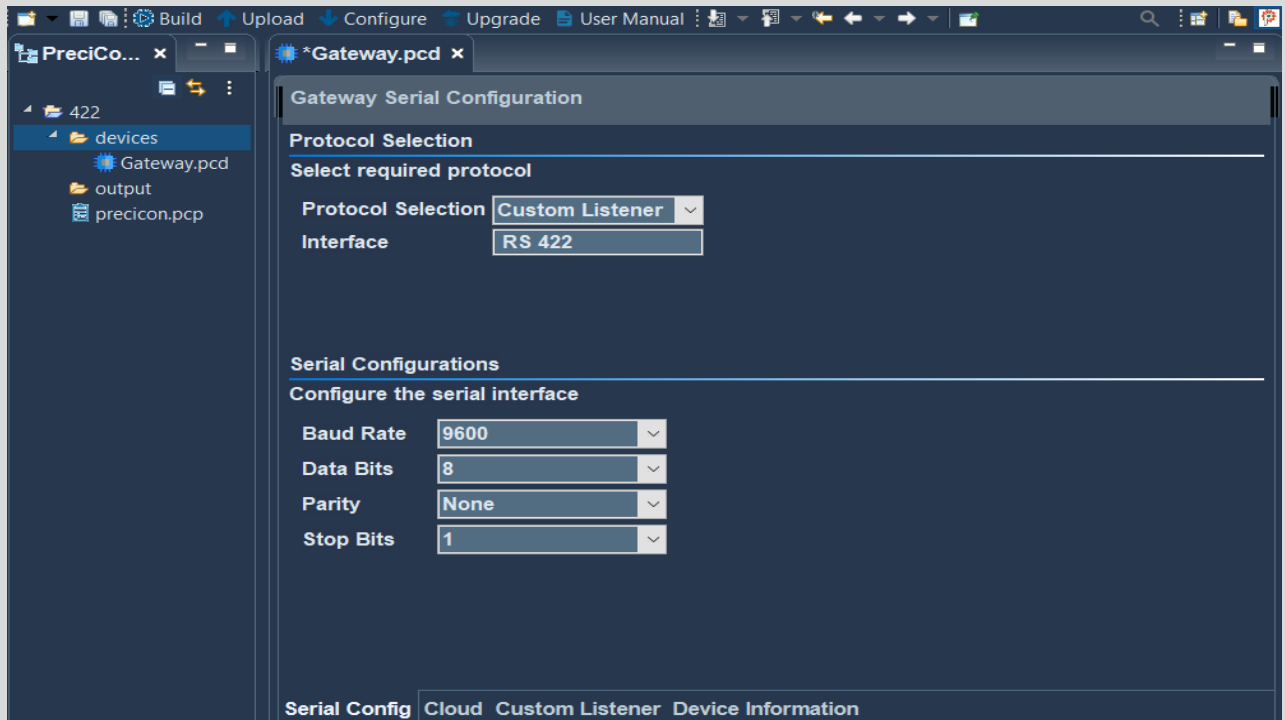 Build Upload Configure Upgrade User Manual
PreciCo...
*Gateway.pcd
422
devices
Gateway.pcd
output
precicon.pcp
Gateway Serial Configuration
Protocol Selection
Select required protocol
Protocol Selection Custom Listener
Interface RS 422
Serial Configurations
Configure the serial interface
Baud Rate 9600
Data Bits 8
Parity None
Stop Bits 1
Serial Config Cloud Custom Listener Device Information